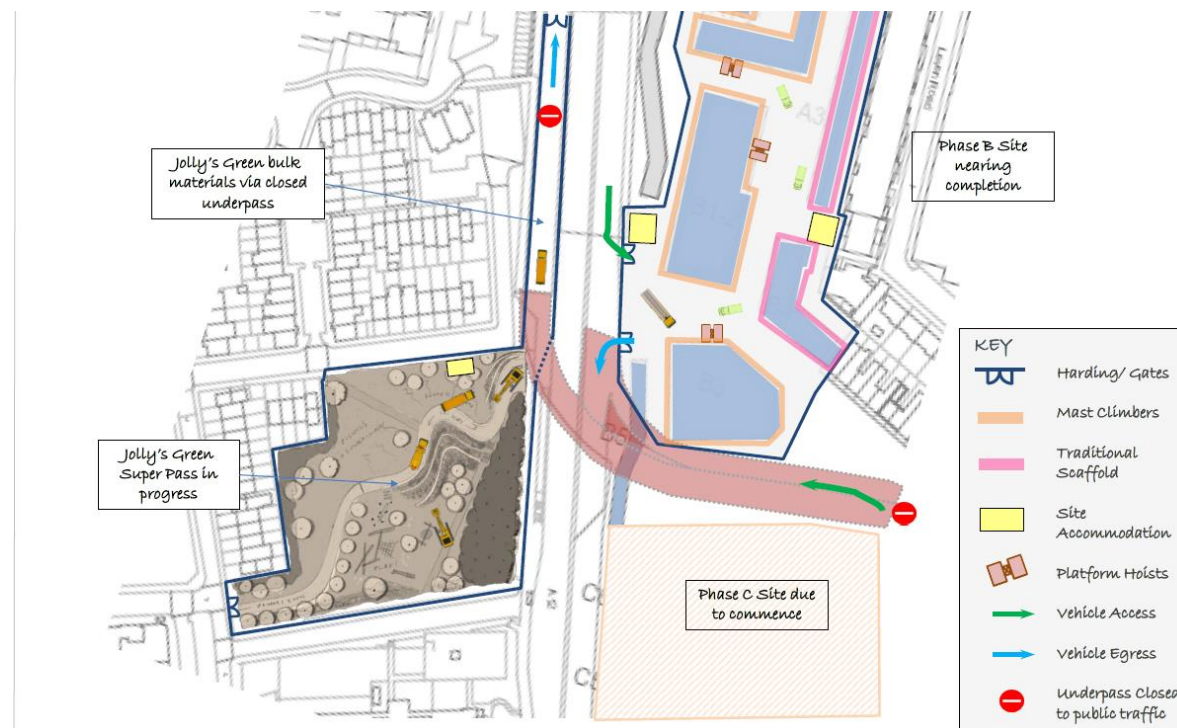 Jolly's Green bulk
materials via closed
underpass
Phase B Site
nearing
completion
A3
Jolly's Green
Super Pass in
progress
Phase C Site due
to commence
KEY
Harding/ Gates
Mast Climbers
Traditional
Scaffold
Site
Accommodation
Platform Hoists
Vehicle Access
Vehicle Egress
Underpass Closed
to public traffic